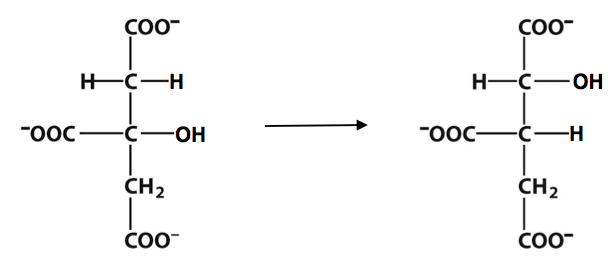 COO⁻ COO⁻
H—C—H H—C—OH
⁻OOC—C—OH ⁻OOC—C—H
CH₂ CH₂
COO⁻ COO⁻